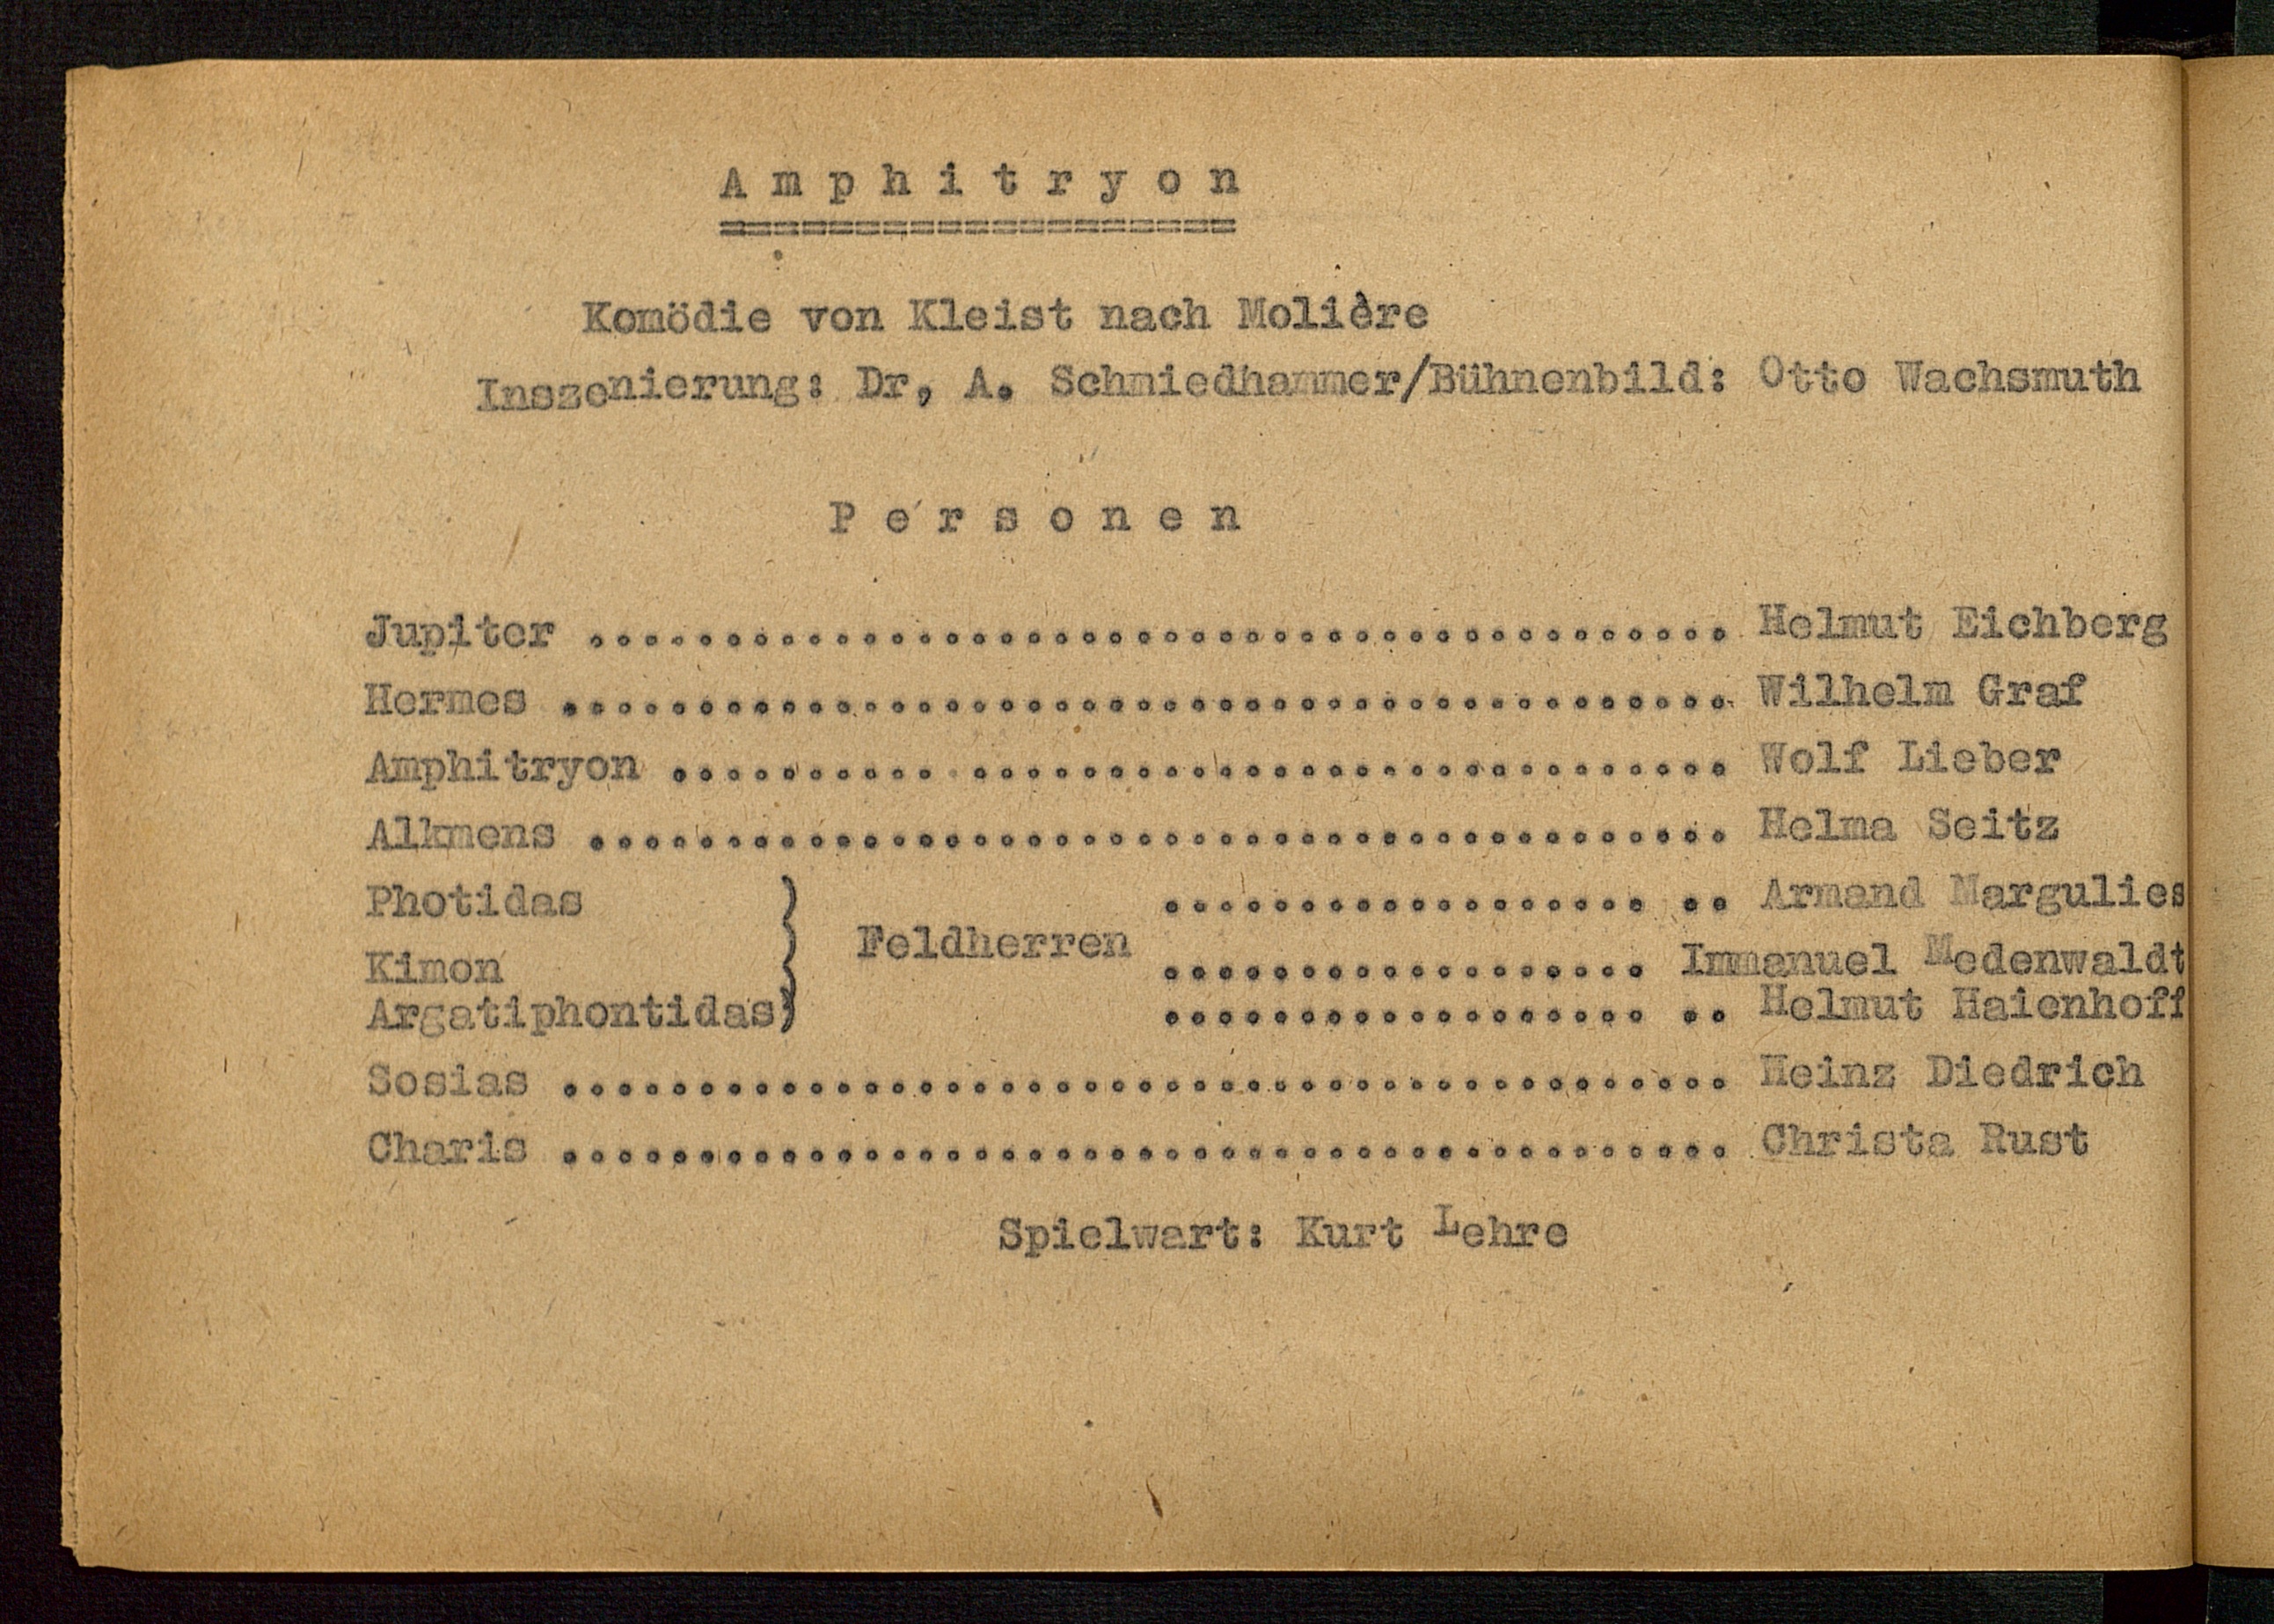 Amphitryon
===================
Komödie von Kleist nach Molière
Inszenierung: Dr, A. Schmiedhammer/Bühnenbild: Otto Wachsmuth
Personen
Jupiter .......................................... Helmut Eichberg
Hermes ........................................... Wilhelm Graf
Amphitryon .......... ............................ Wolf Lieber
Alkmens .......................................... Helma Seitz
Photidas .................. .. Armand Margulies
Feldherren
Kimon .................. Immanuel Medenwaldt
Argatiphontidas) .................. .. Helmut Haienhoff
Sosias ........................................... Heinz Diedrich
Charis ........................................... Christa Rust
Spielwart: Kurt Lehre